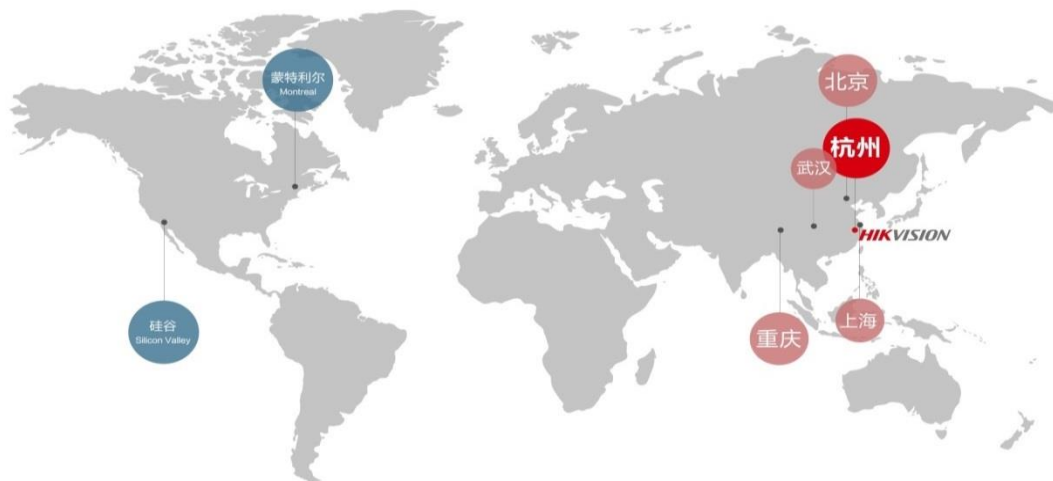 蒙特利尔
Montreal
北京
杭州
武汉
HIKVISION
硅谷
Silicon Valley
重庆
上海